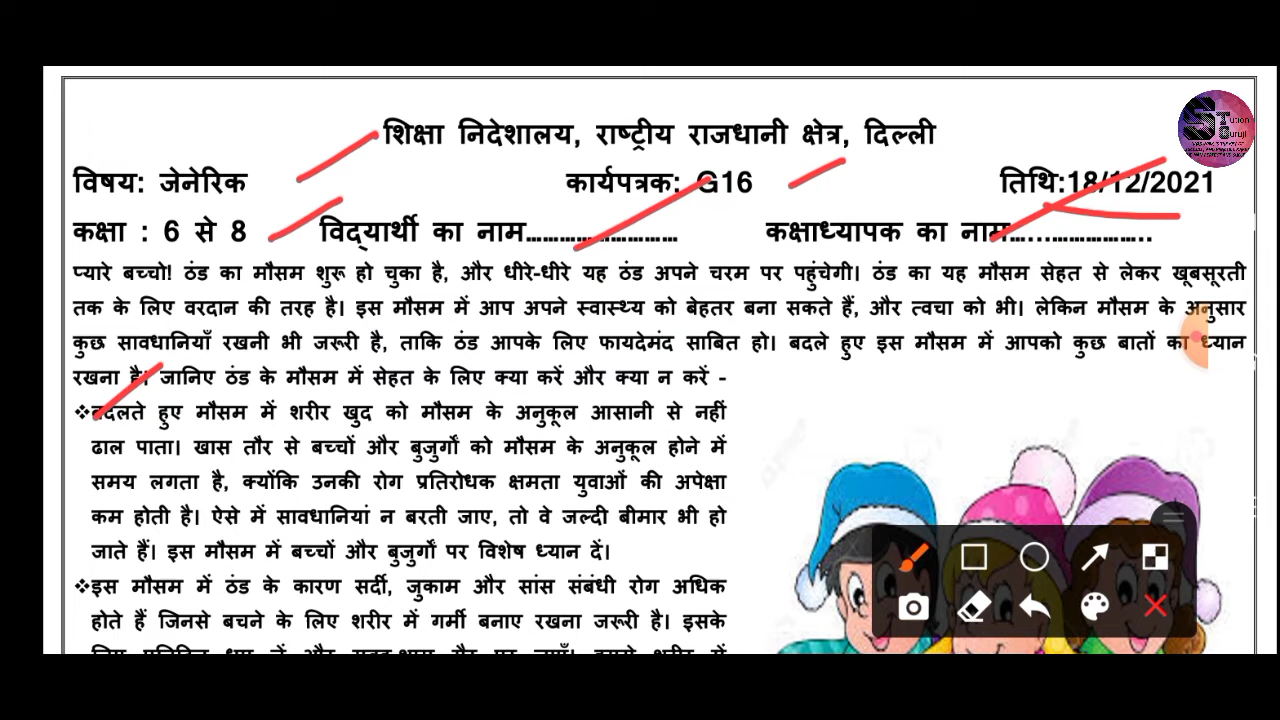 शिक्षा निदेशालय, राष्ट्रीय राजधानी क्षेत्र, दिल्ली
विषय: जेनेरिक कार्यपत्रक: G16 तिथि:18/12/2021
कक्षा : 6 से 8 विद्यार्थी का नाम........................... कक्षाध्यापक का नाम......................
प्यारे बच्चो! ठंड का मौसम शुरू हो चुका है, और धीरे-धीरे यह ठंड अपने चरम पर पहुंचेगी। ठंड का यह मौसम सेहत से लेकर खूबसूरती
तक के लिए वरदान की तरह है। इस मौसम में आप अपने स्वास्थ्य को बेहतर बना सकते हैं, और त्वचा को भी। लेकिन मौसम के अनुसार
कुछ सावधानियाँ रखनी भी जरूरी है, ताकि ठंड आपके लिए फायदेमंद साबित हो। बदले हुए इस मौसम में आपको कुछ बातों का ध्यान
रखना है। जानिए ठंड के मौसम में सेहत के लिए क्या करें और क्या न करें -
❖बदलते हुए मौसम में शरीर खुद को मौसम के अनुकूल आसानी से नहीं
ढाल पाता। खास तौर से बच्चों और बुजुर्गों को मौसम के अनुकूल होने में
समय लगता है, क्योंकि उनकी रोग प्रतिरोधक क्षमता युवाओं की अपेक्षा
कम होती है। ऐसे में सावधानियां न बरती जाए, तो वे जल्दी बीमार भी हो
जाते हैं। इस मौसम में बच्चों और बुजुर्गों पर विशेष ध्यान दें।
❖इस मौसम में ठंड के कारण सर्दी, जुकाम और सांस संबंधी रोग अधिक
होते हैं जिनसे बचने के लिए शरीर में गर्मी बनाए रखना जरूरी है। इसके